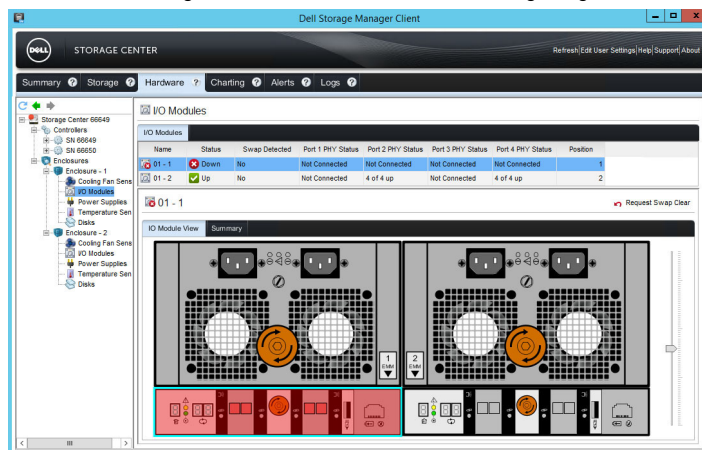 Dell Storage Manager Client
DELL
STORAGE CENTER
Refresh Edit User Settings Help Support About
Summary ? Storage ? Hardware ? Charting ? Alerts ? Logs ?
Storage Center 66649
Controllers
SN 66649
SN 66650
Enclosures
Enclosure - 1
Cooling Fan Sens
I/O Modules
Power Supplies
Temperature Sen
Disks
Enclosure - 2
Cooling Fan Sens
I/O Modules
Power Supplies
Temperature Sen
Disks
I/O Modules
I/O Modules
Name Status Swap Detected Port 1 PHY Status Port 2 PHY Status Port 3 PHY Status Port 4 PHY Status Position
01 - 1 Down No Not Connected Not Connected Not Connected Not Connected 1
01 - 2 Up No Not Connected 4 of 4 up Not Connected 4 of 4 up 2
01 - 1
Request Swap Clear
IO Module View Summary
1
EMM
2
EMM